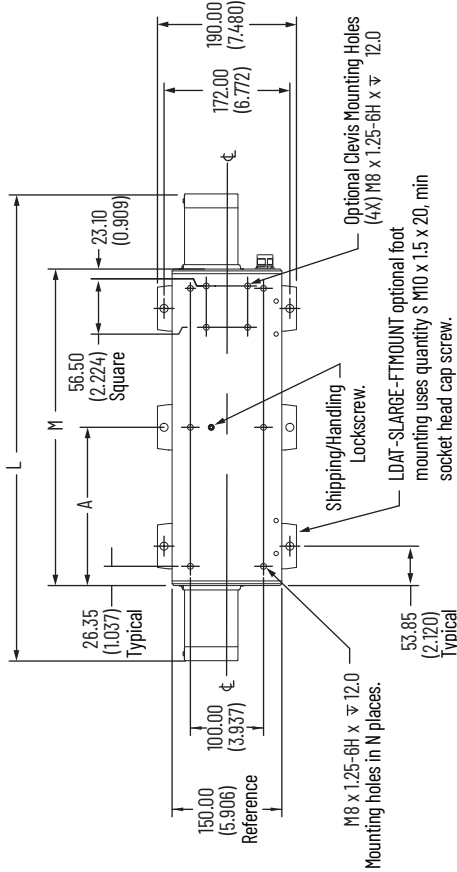 L
M
A
26.35
(1.037)
Typical
56.50
(2.224)
Square
23.10
(0.909)
172.00
(6.772)
190.00
(7.480)
150.00
(5.906)
Reference
100.00
(3.937)
℄
℄
Shipping/Handling
Lockscrew.
Optional Clevis Mounting Holes
(4X) M8 x 1.25-6H x ↧ 12.0
LDAT-SLARGE-FTMOUNT optional foot
mounting uses quantity S M10 x 1.5 x 20, min
socket head cap screw.
53.85
(2.120)
Typical
M8 x 1.25-6H x ↧ 12.0
Mounting holes in N places.